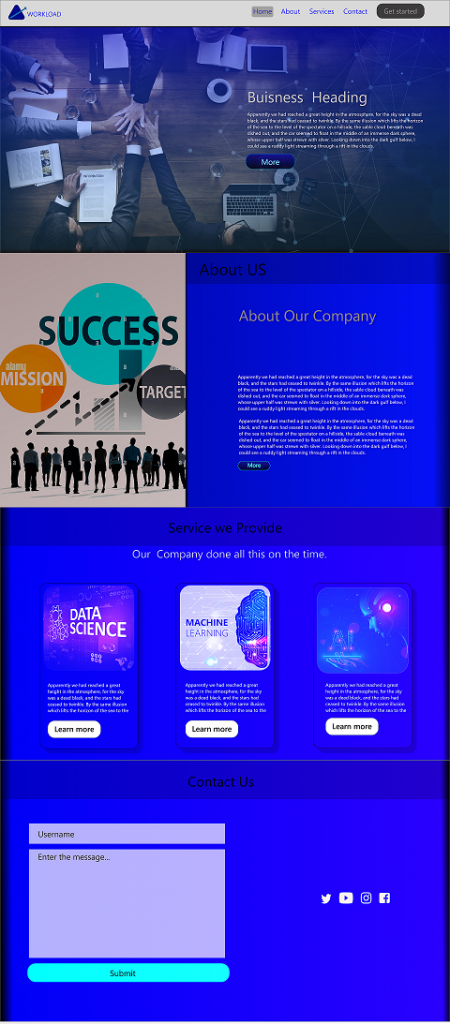 WORKLOAD
Home About Services Contact Get started
Buisness Heading
Apparently we had reached a great height in the atmosphere, for the sky was a dead
black, and the stars had ceased to twinkle. By the same illusion which lifts the horizon
of the sea to the level of the spectator on a hillside, the sable cloud beneath was
dished out, and the car seemed to float in the middle of an immense dark sphere,
whose upper half was strewn with silver. Looking down into the dark gulf below, I
could see a ruddy light streaming through a rift in the clouds.
More
About US
SUCCESS
alamy
MISSION
TARGET
About Our Company
Apparently we had reached a great height in the atmosphere, for the sky was a dead
black, and the stars had ceased to twinkle. By the same illusion which lifts the horizon
of the sea to the level of the spectator on a hillside, the sable cloud beneath was
dished out, and the car seemed to float in the middle of an immense dark sphere,
whose upper half was strewn with silver. Looking down into the dark gulf below, I
could see a ruddy light streaming through a rift in the clouds.
Apparently we had reached a great height in the atmosphere, for the sky was a dead
black, and the stars had ceased to twinkle. By the same illusion which lifts the horizon
of the sea to the level of the spectator on a hillside, the sable cloud beneath was
dished out, and the car seemed to float in the middle of an immense dark sphere,
whose upper half was strewn with silver. Looking down into the dark gulf below, I
could see a ruddy light streaming through a rift in the clouds.
More
Service we Provide
Our Company done all this on the time.
DATA
SCIENCE
Apparently we had reached a great
height in the atmosphere, for the sky
was a dead black, and the stars had
ceased to twinkle. By the same illusion
which lifts the horizon of the sea to the
Learn more
MACHINE
LEARNING
Apparently we had reached a great
height in the atmosphere, for the sky
was a dead black, and the stars had
ceased to twinkle. By the same illusion
which lifts the horizon of the sea to the
Learn more
AI
Apparently we had reached a great
height in the atmosphere, for the sky
was a dead black, and the stars had
ceased to twinkle. By the same illusion
which lifts the horizon of the sea to the
Learn more
Contact Us
Username
Enter the message...
Submit